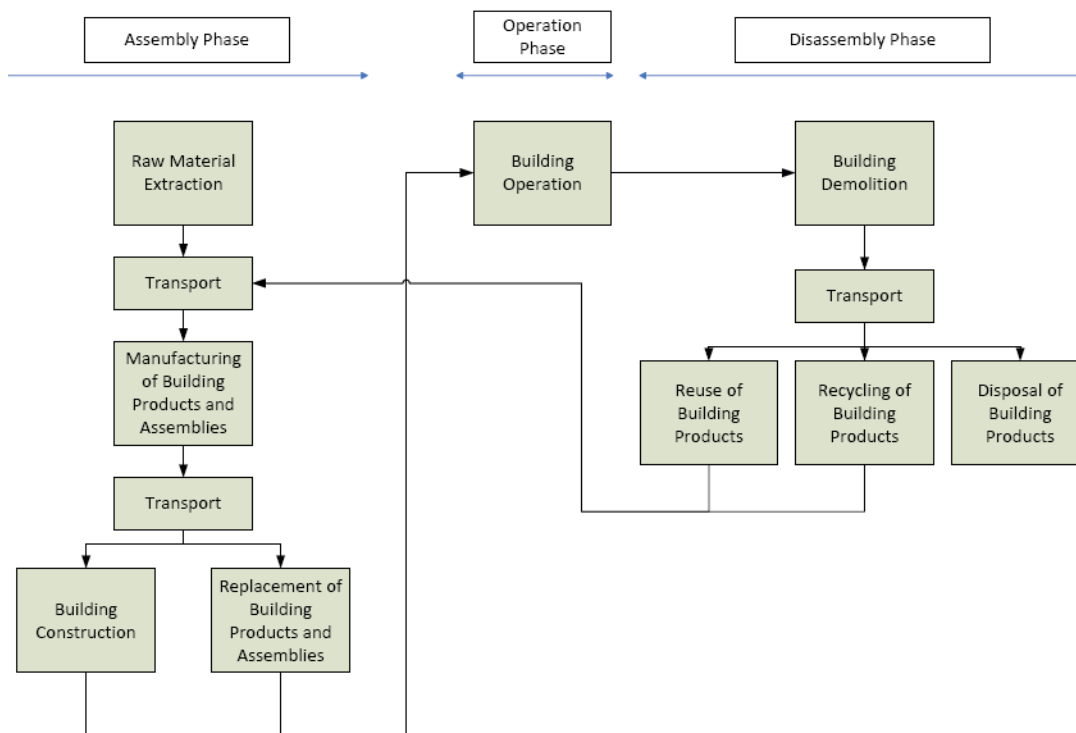 Assembly Phase
Operation
Phase
Disassembly Phase
Raw Material
Extraction
Transport
Manufacturing
of Building
Products and
Assemblies
Transport
Building
Construction
Replacement of
Building
Products and
Assemblies
Building
Operation
Building
Demolition
Transport
Reuse of
Building
Products
Recycling of
Building
Products
Disposal of
Building
Products